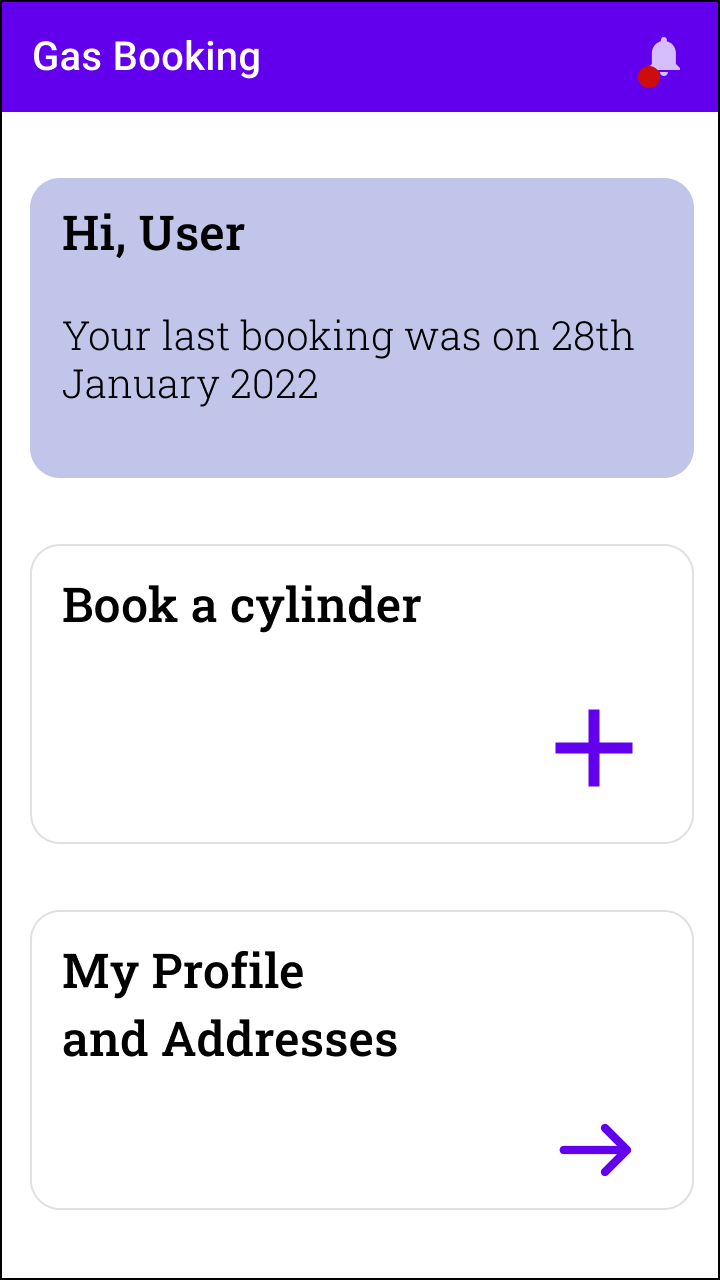 Gas Booking
Hi, User
Your last booking was on 28th
January 2022
Book a cylinder
My Profile
and Addresses